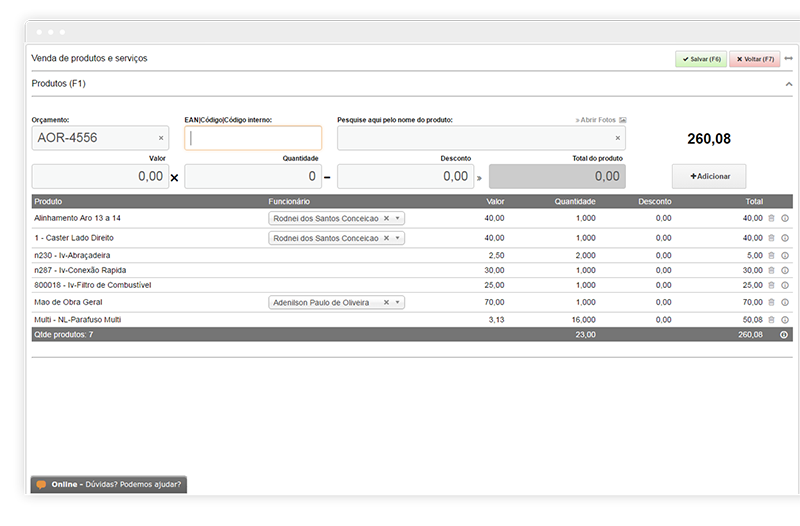 Venda de produtos e serviços
Salvar (F6) Voltar (F7)
Produtos (F1)
Orçamento: EAN|Código|Código interno: Pesquise aqui pelo nome do produto: » Abrir Fotos
AOR-4556 × × 260,08
Valor Quantidade Desconto Total do produto
0,00 × 0 – 0,00 » 0,00 +Adicionar
Produto Funcionário Valor Quantidade Desconto Total
Alinhamento Aro 13 a 14 Rodnei dos Santos Conceicao × 40,00 1,000 0,00 40,00
1 - Caster Lado Direito Rodnei dos Santos Conceicao × 40,00 1,000 0,00 40,00
n230 - Iv-Abraçadeira 2,50 2,000 0,00 5,00
n287 - Iv-Conexão Rapida 30,00 1,000 0,00 30,00
800018 - Iv-Filtro de Combustível 25,00 1,000 0,00 25,00
Mao de Obra Geral Adenilson Paulo de Oliveira × 70,00 1,000 0,00 70,00
Multi - NL-Parafuso Multi 3,13 16,000 0,00 50,08
Qtde produtos: 7 23,00 260,08
Online - Dúvidas? Podemos ajudar?